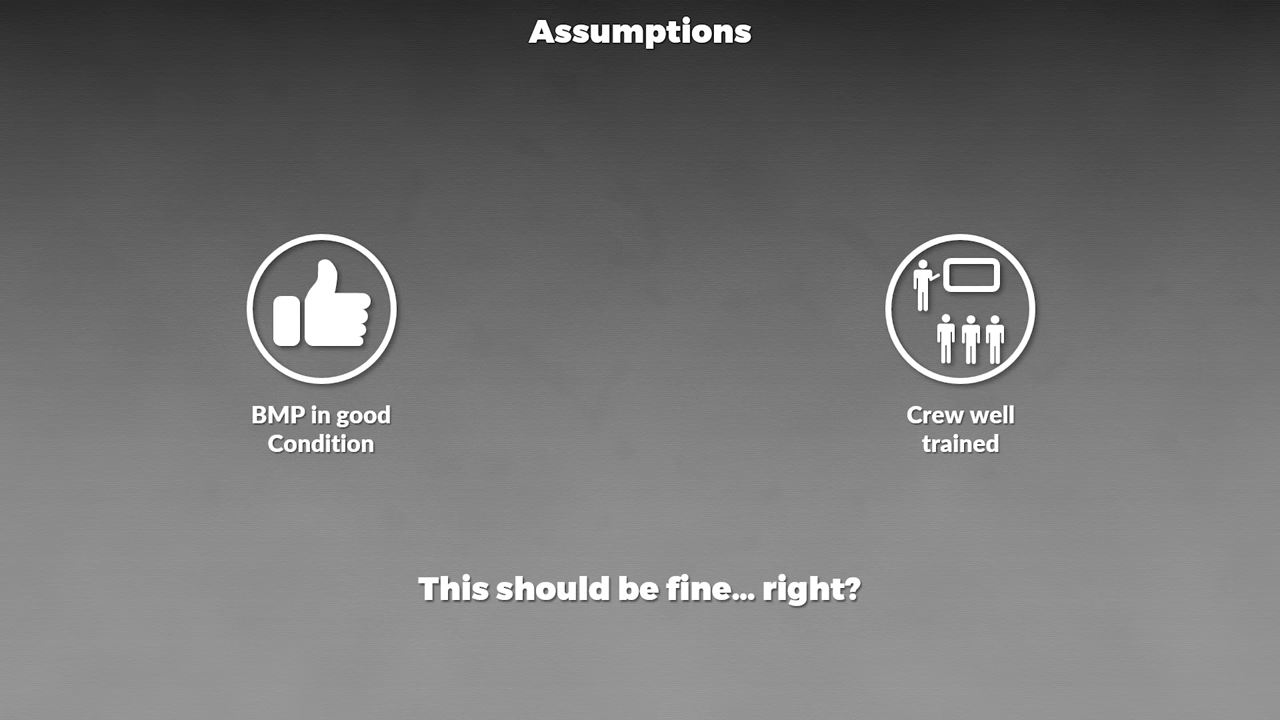 Assumptions
BMP in good
Condition
Crew well
trained
This should be fine... right?